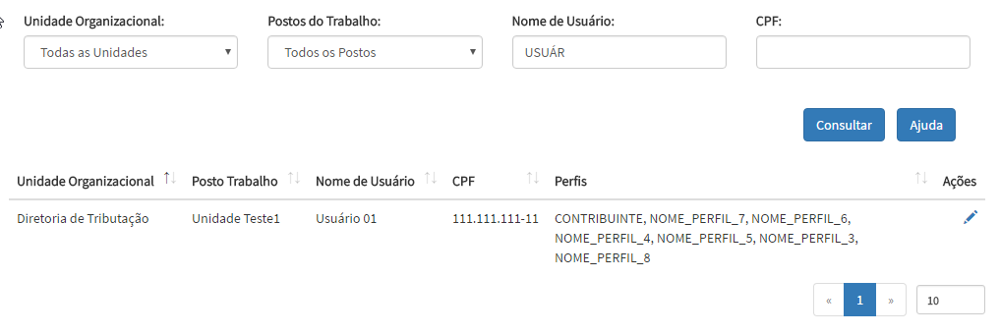 Unidade Organizacional: Postos do Trabalho: Nome de Usuário: CPF:
Todas as Unidades Todos os Postos USUÁR
Consultar Ajuda
Unidade Organizacional Posto Trabalho Nome de Usuário CPF Perfis Ações
Diretoria de Tributação Unidade Teste1 Usuário 01 111.111.111-11 CONTRIBUINTE, NOME_PERFIL_7, NOME_PERFIL_6,
NOME_PERFIL_4, NOME_PERFIL_5, NOME_PERFIL_3,
NOME_PERFIL_8
« 1 » 10